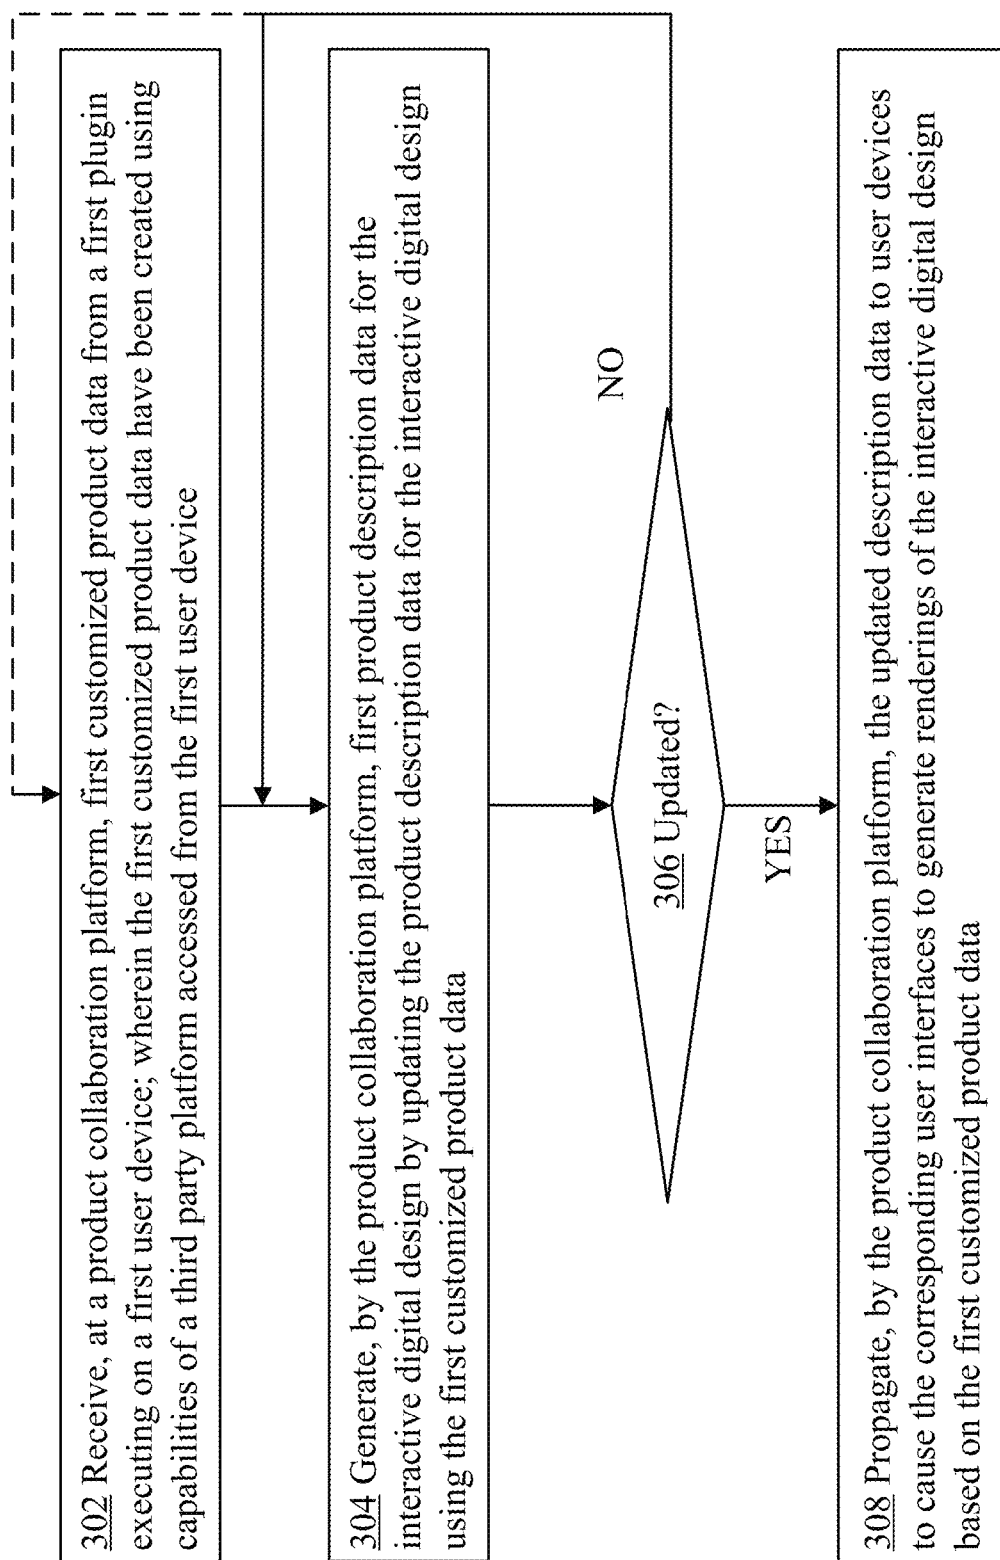 302 Receive, at a product collaboration platform, first customized product data from a first plugin
executing on a first user device; wherein the first customized product data have been created using
capabilities of a third party platform accessed from the first user device
304 Generate, by the product collaboration platform, first product description data for the
interactive digital design by updating the product description data for the interactive digital design
using the first customized product data
306 Updated?
NO
YES
308 Propagate, by the product collaboration platform, the updated description data to user devices
to cause the corresponding user interfaces to generate renderings of the interactive digital design
based on the first customized product data